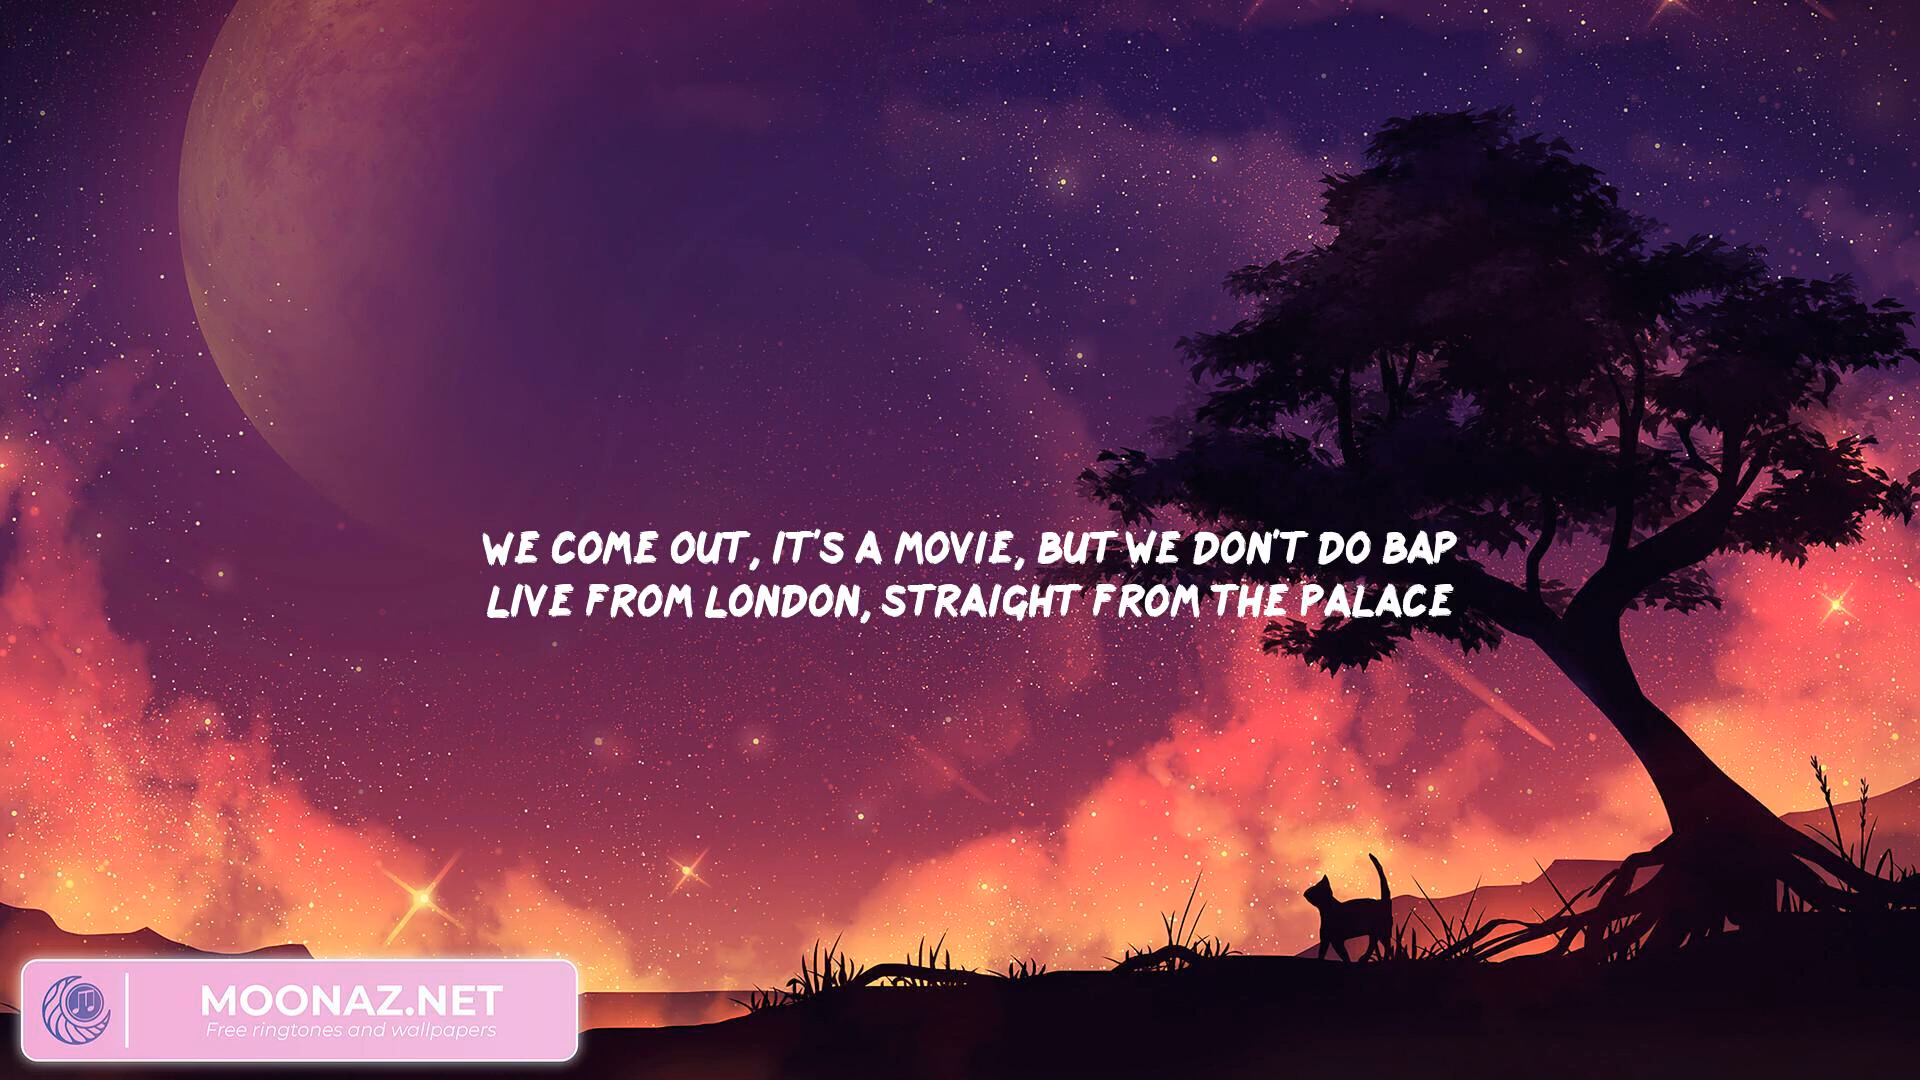 WE COME OUT, IT'S A MOVIE, BUT WE DON'T DO BAP
LIVE FROM LONDON, STRAIGHT FROM THE PALACE
MOONAZ.NET
Free ringtones and wallpapers